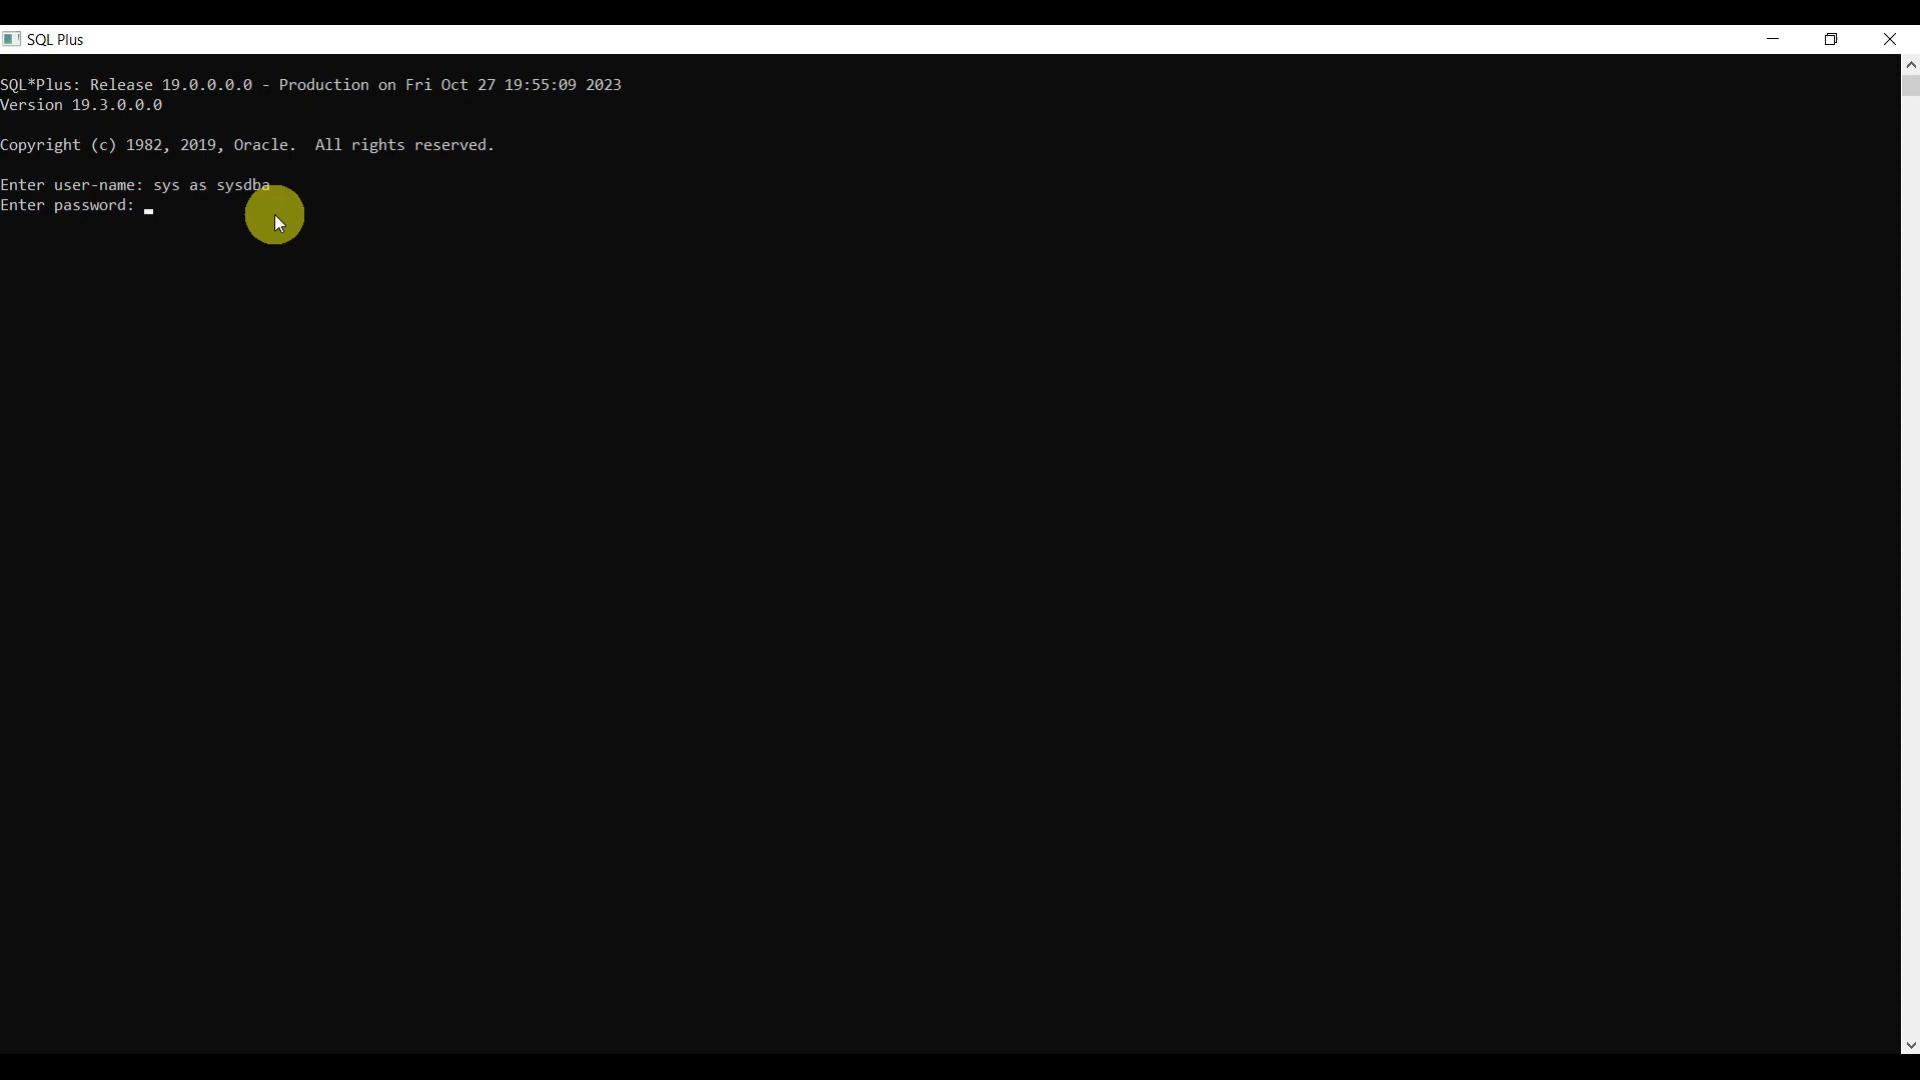 SQL Plus
SQL*Plus: Release 19.0.0.0.0 - Production on Fri Oct 27 19:55:09 2023
Version 19.3.0.0.0
Copyright (c) 1982, 2019, Oracle.  All rights reserved.
Enter user-name: sys as sysdba
Enter password: